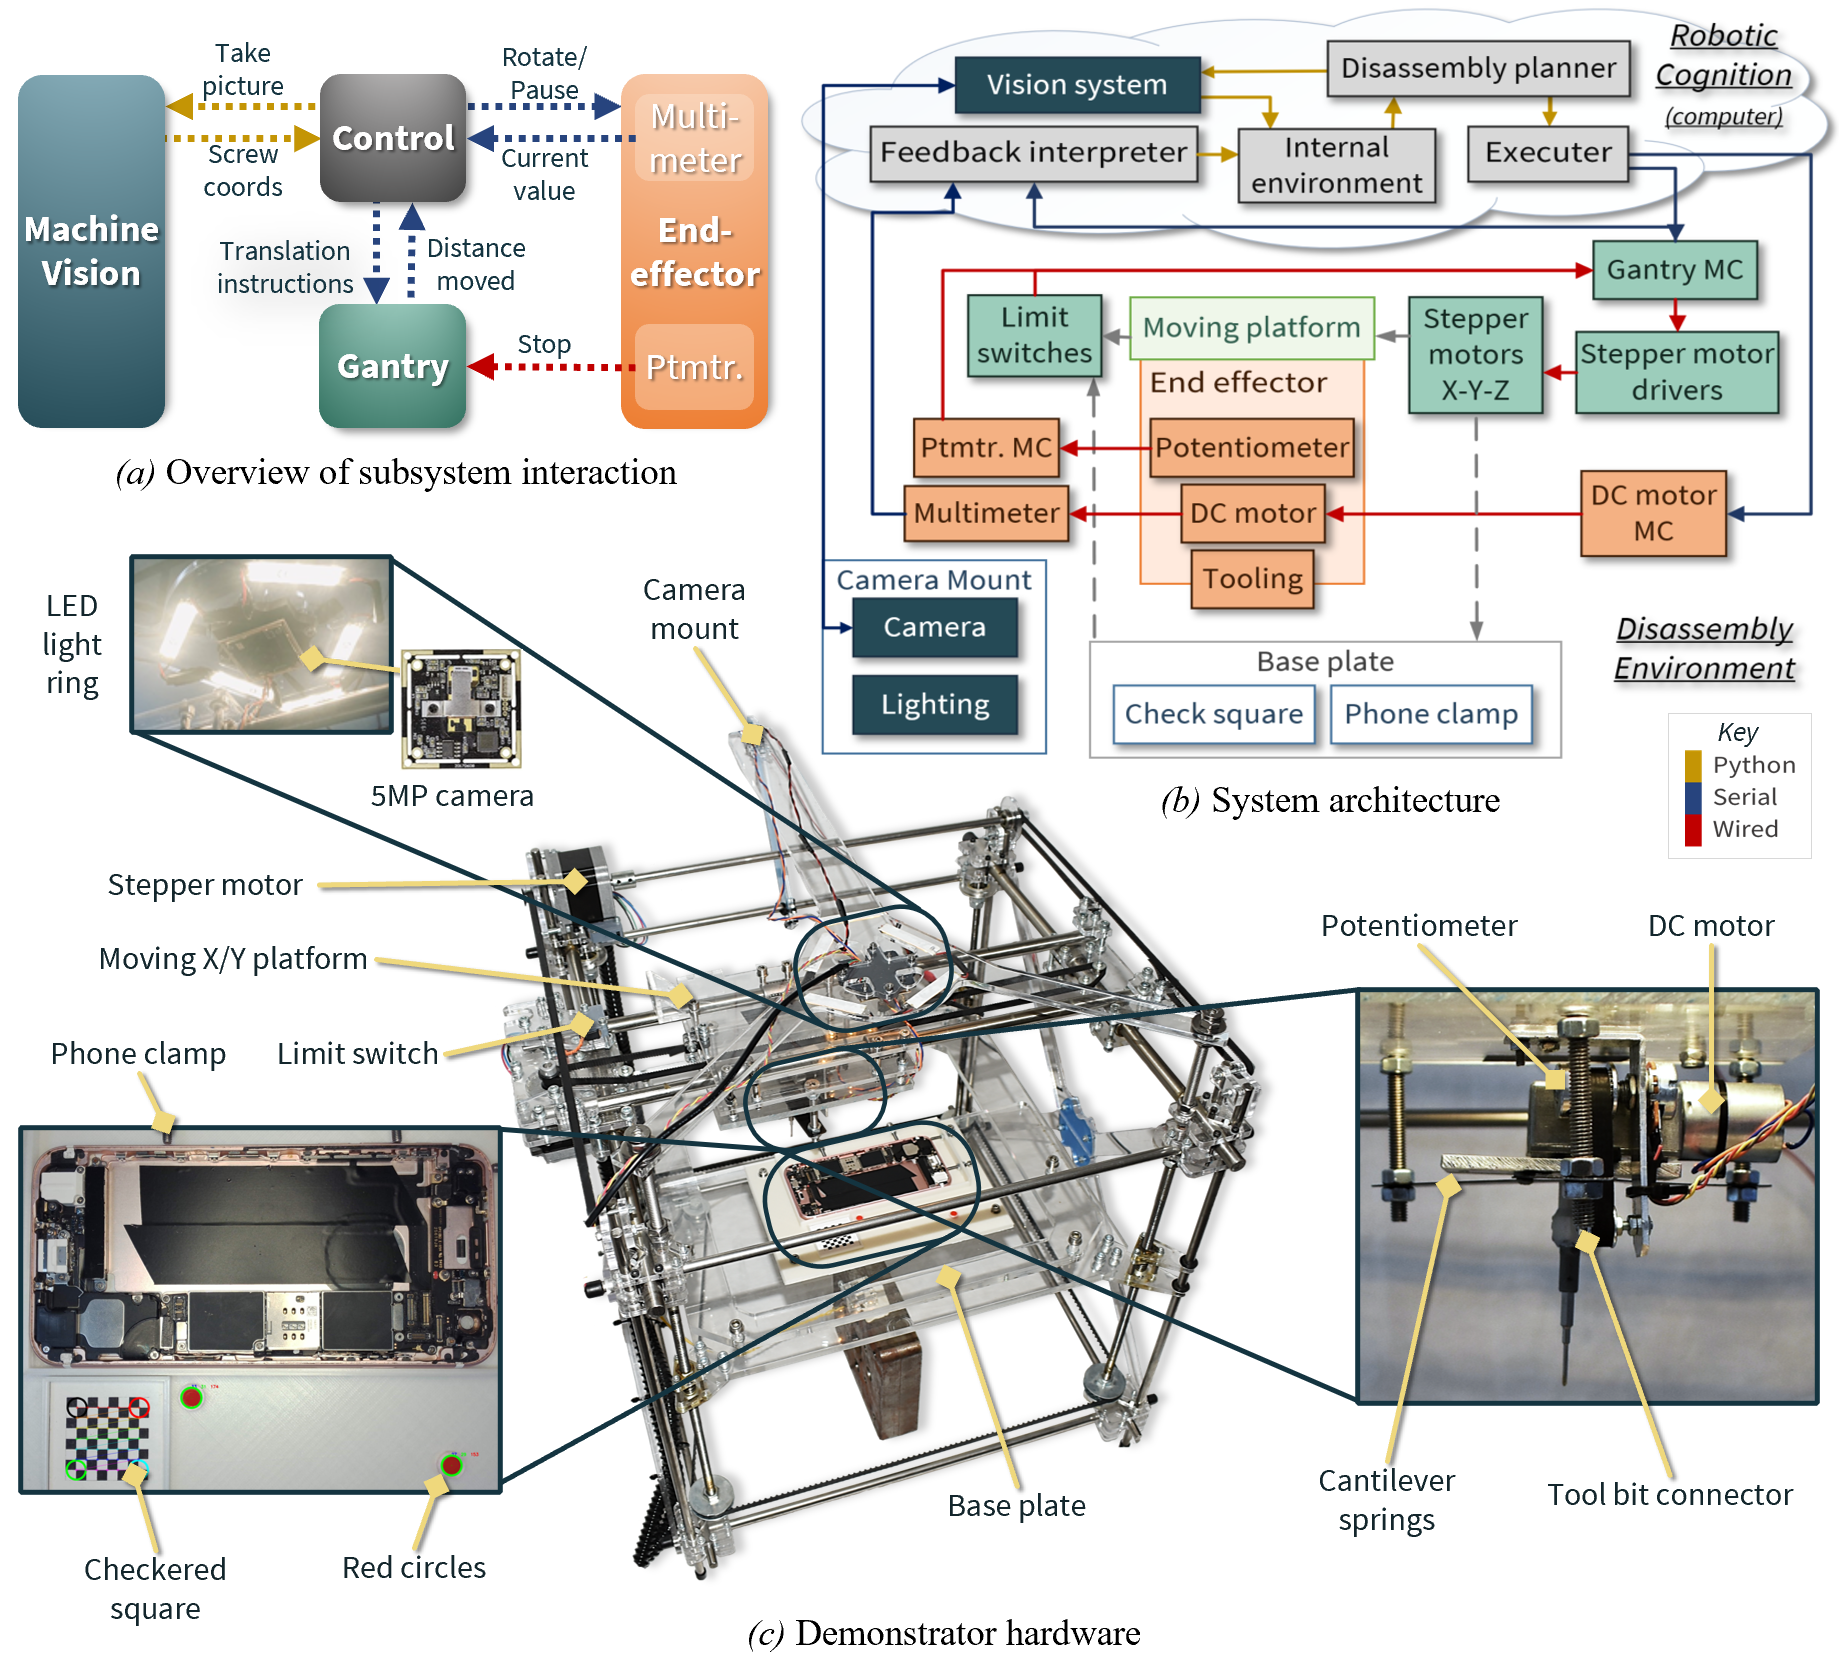 Take
picture
Rotate/
Pause
Multi-
meter
Control
Screw
coords
Current
value
Machine
Vision
Translation
instructions
Distance
moved
End-
effector
Stop
Gantry
Ptmtr.
(a) Overview of subsystem interaction
Robotic
Cognition
(computer)
Vision system
Disassembly planner
Feedback interpreter
Internal
environment
Executer
Gantry MC
Limit
switches
Moving platform
Stepper
motors
X-Y-Z
Stepper motor
drivers
End effector
Ptmtr. MC
Potentiometer
Multimeter
DC motor
DC motor
MC
Tooling
Camera Mount
Camera
Lighting
Base plate
Check square
Phone clamp
Disassembly
Environment
Key
Python
Serial
Wired
(b) System architecture
LED
light
ring
5MP camera
Camera
mount
Stepper motor
Moving X/Y platform
Limit switch
Phone clamp
Potentiometer
DC motor
Cantilever
springs
Tool bit connector
Base plate
Checkered
square
Red circles
(c) Demonstrator hardware